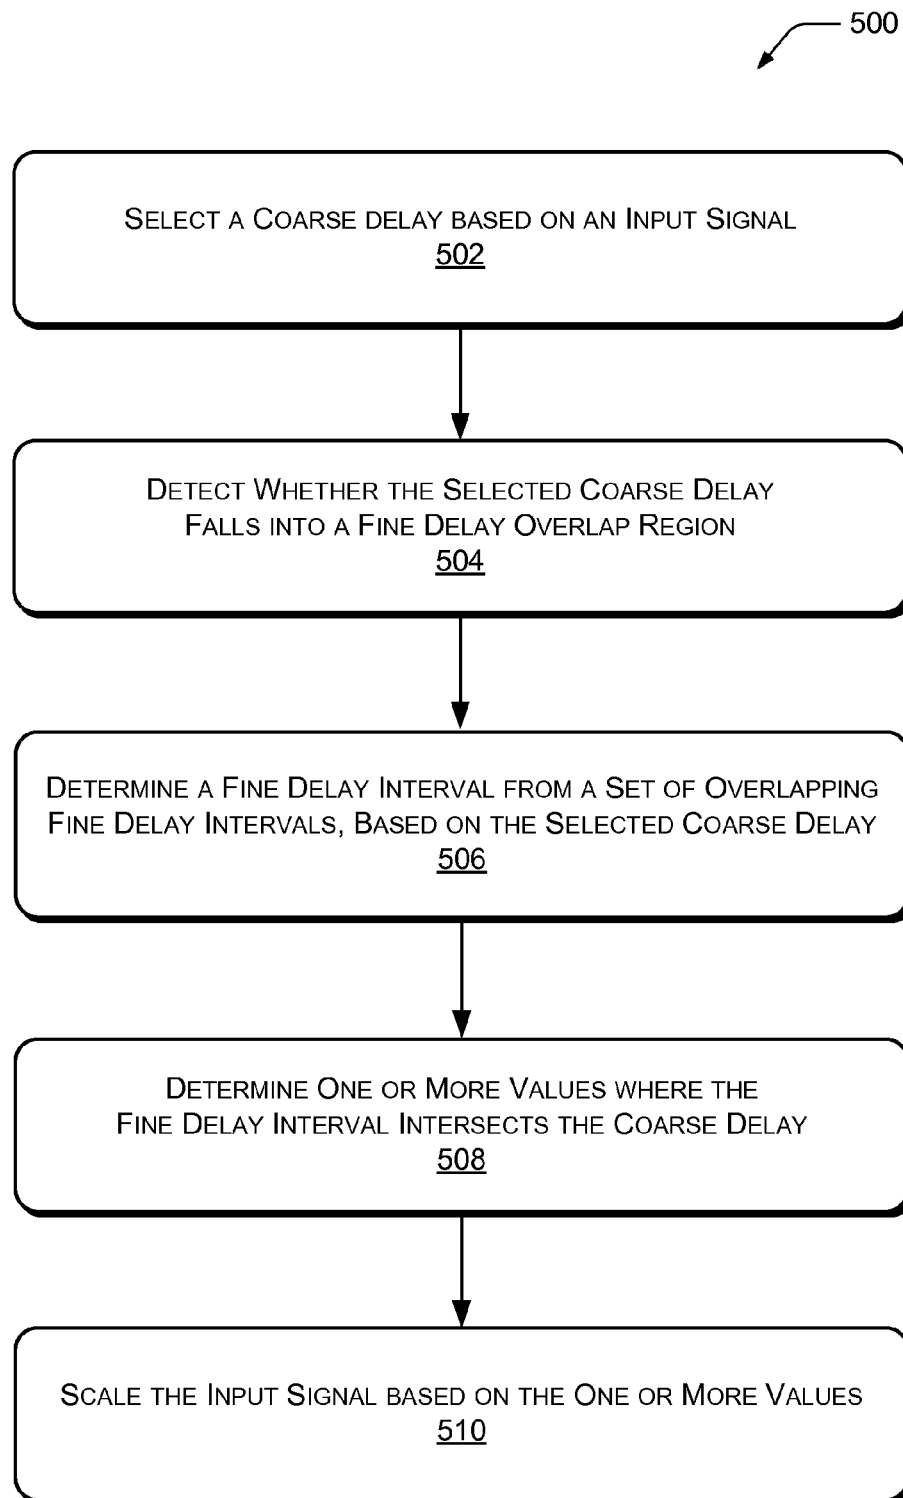 500
SELECT A COARSE DELAY BASED ON AN INPUT SIGNAL
502
DETECT WHETHER THE SELECTED COARSE DELAY
FALLS INTO A FINE DELAY OVERLAP REGION
504
DETERMINE A FINE DELAY INTERVAL FROM A SET OF OVERLAPPING
FINE DELAY INTERVALS, BASED ON THE SELECTED COARSE DELAY
506
DETERMINE ONE OR MORE VALUES WHERE THE
FINE DELAY INTERVAL INTERSECTS THE COARSE DELAY
508
SCALE THE INPUT SIGNAL BASED ON THE ONE OR MORE VALUES
510